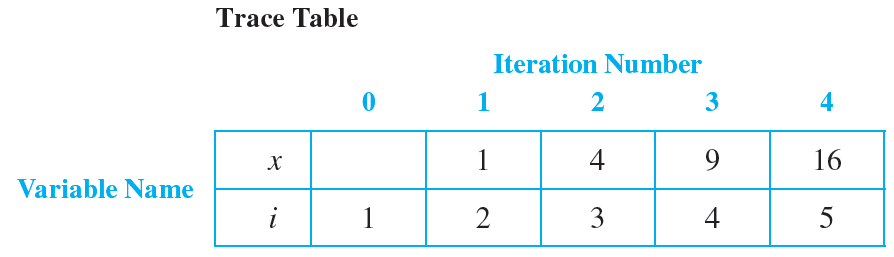 Trace Table
Iteration Number
0 1 2 3 4
x 1 4 9 16
Variable Name
i 1 2 3 4 5